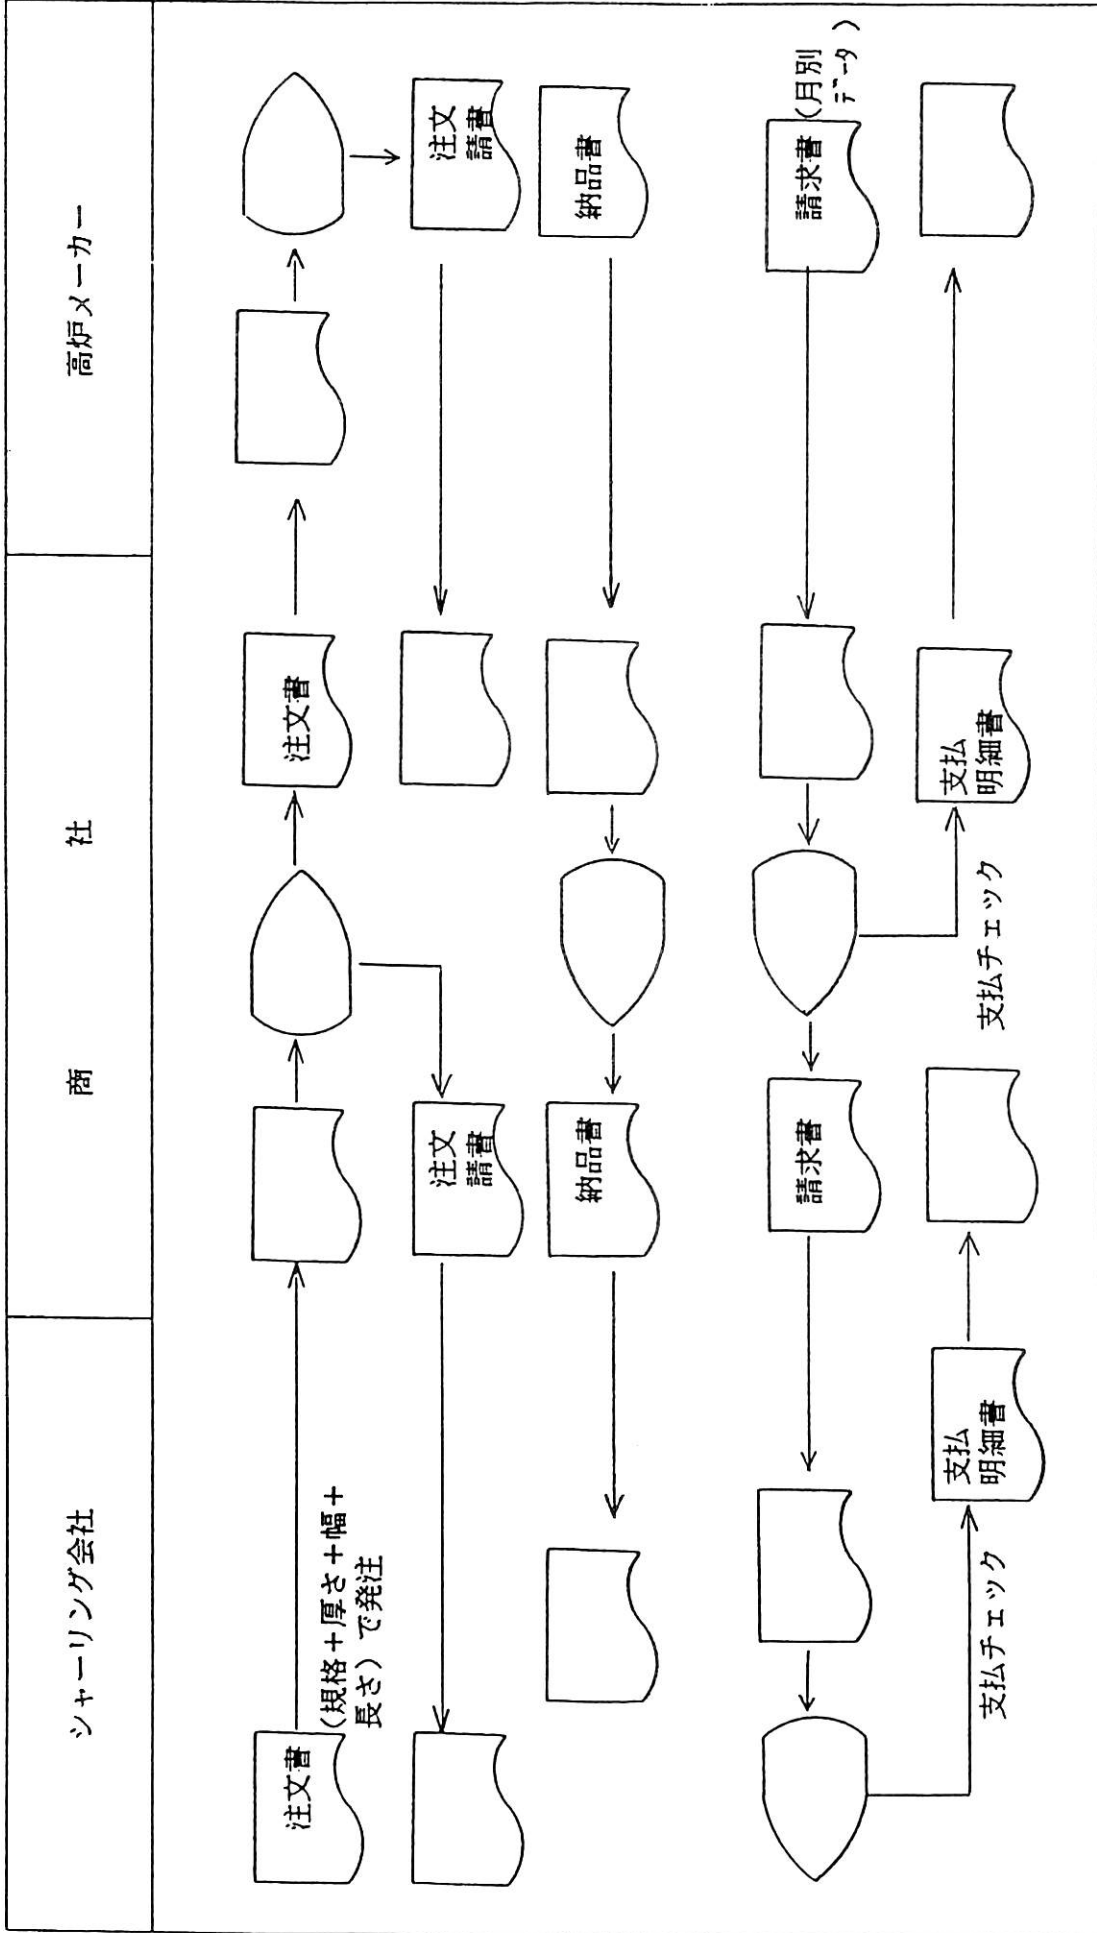 シャーリング会社
商　　　社
高炉メーカー
注文書
(規格＋厚さ＋幅＋
長さ）で発注
注文書
注文
請書
注文
請書
納品書
納品書
請求書
請求書
(月別
データ)
支払
明細書
支払チェック
支払
明細書
支払チェック